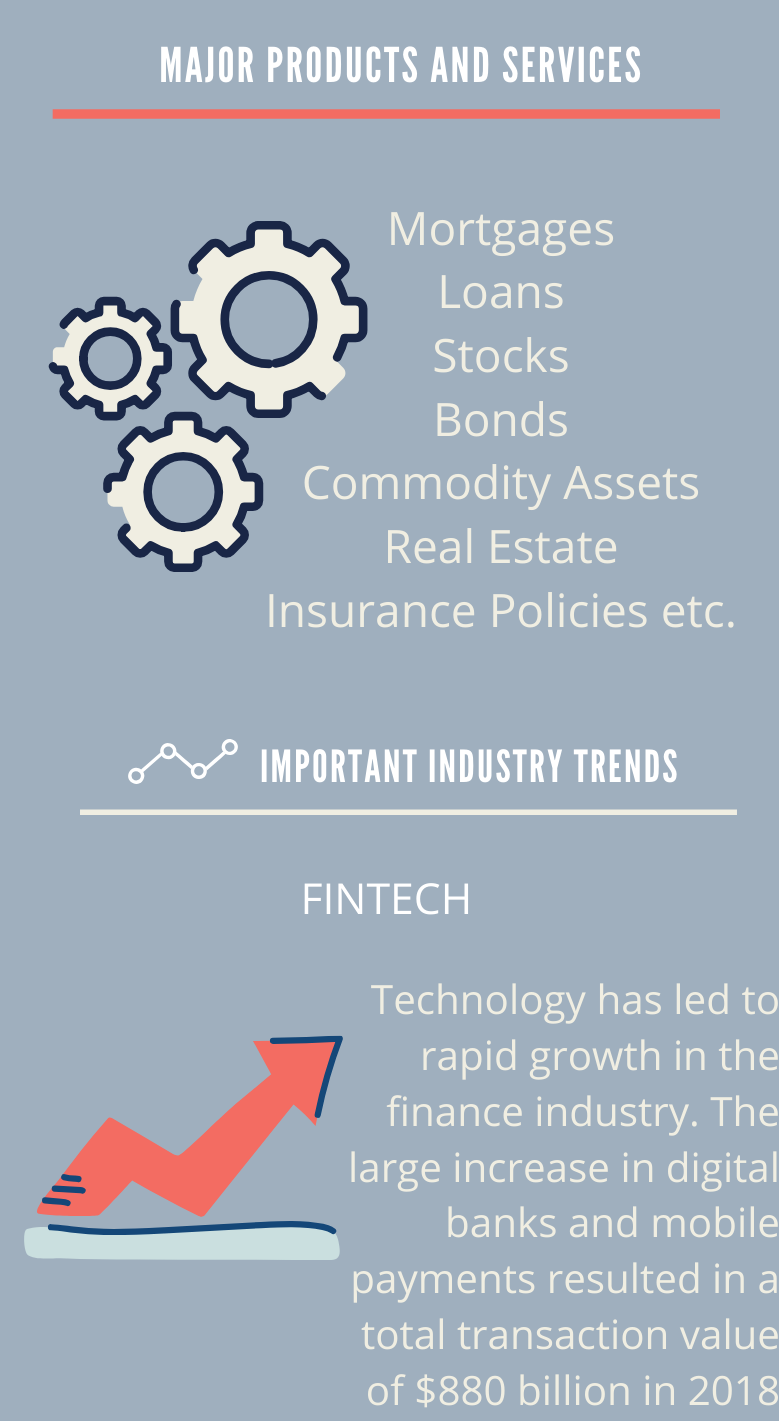 MAJOR PRODUCTS AND SERVICES
Mortgages
Loans
Stocks
Bonds
Commodity Assets
Real Estate
Insurance Policies etc.
IMPORTANT INDUSTRY TRENDS
FINTECH
Technology has led to
rapid growth in the
finance industry. The
large increase in digital
banks and mobile
payments resulted in a
total transaction value
of $880 billion in 2018